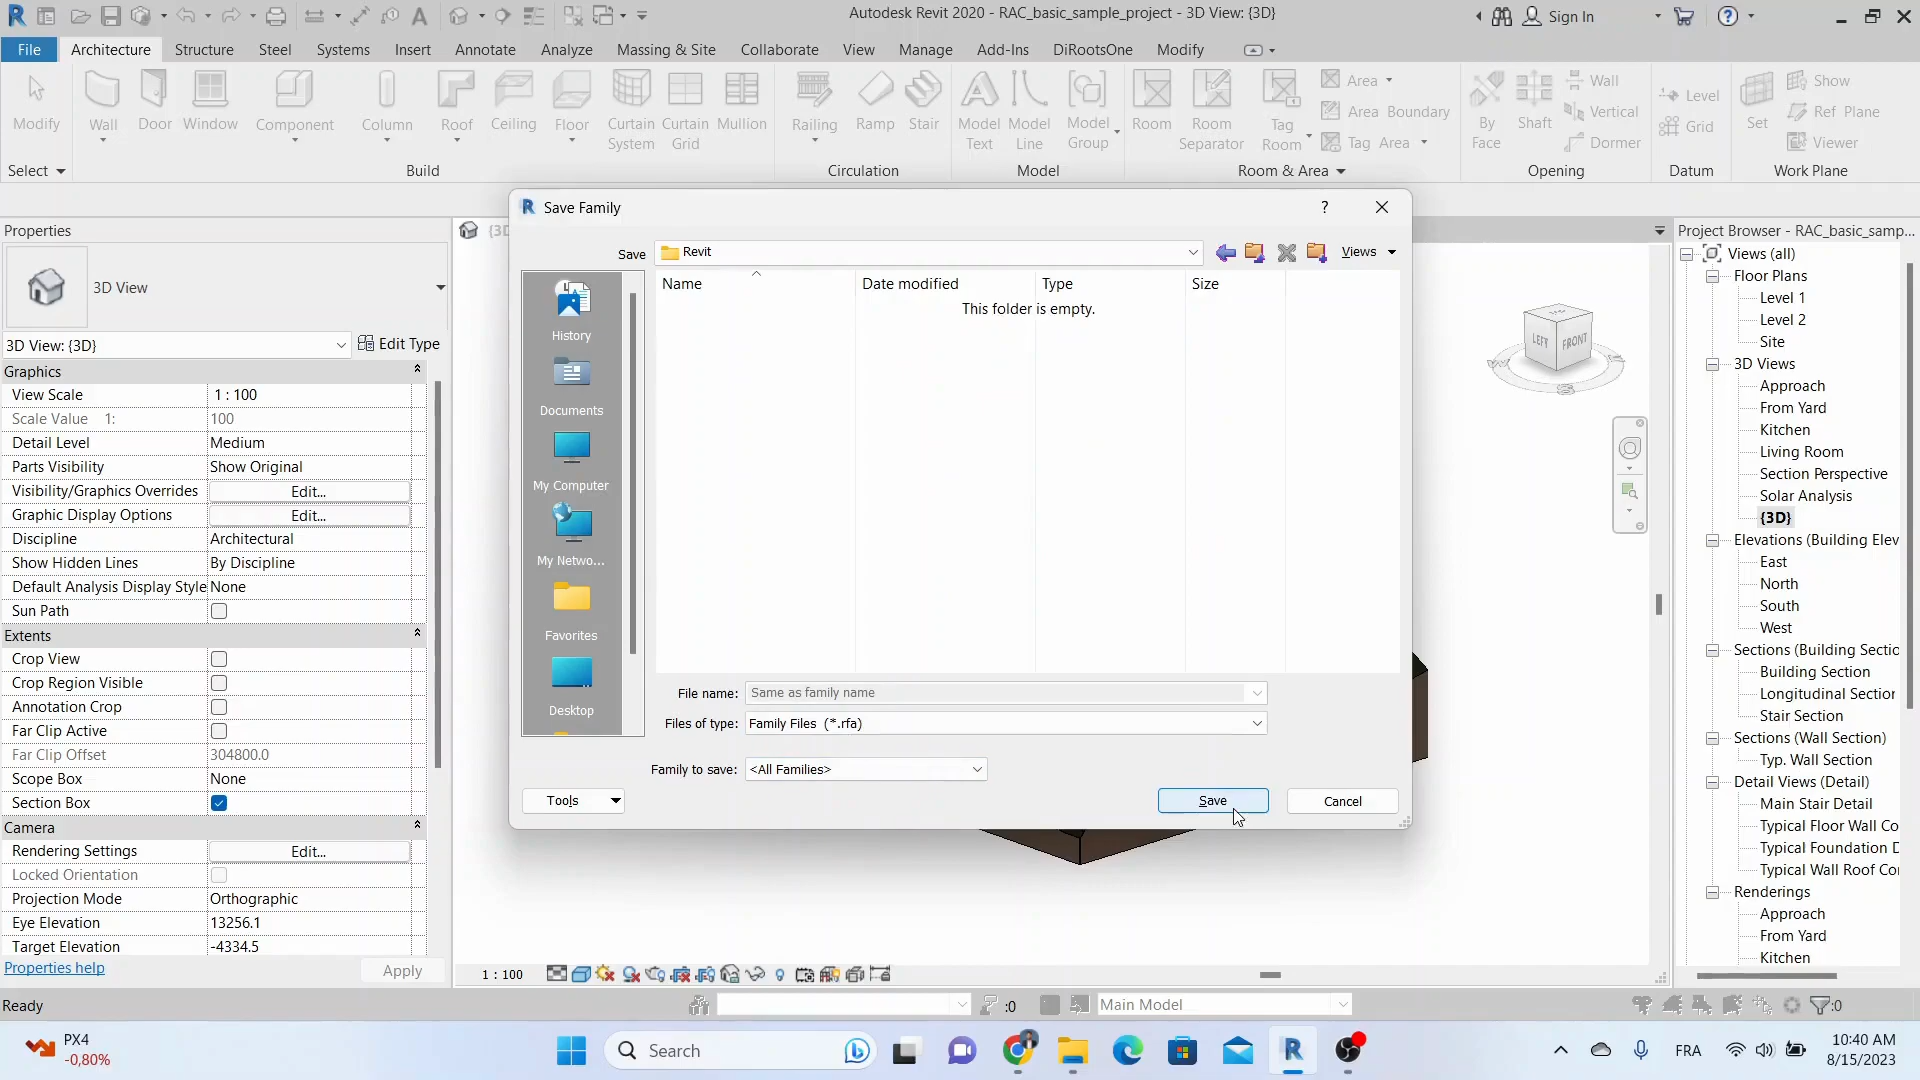 Autodesk Revit 2020 - RAC_basic_sample_project - 3D View: {3D}
Sign In
File Architecture Structure Steel Systems Insert Annotate Analyze Massing & Site Collaborate View Manage Add-Ins DiRootsOne Modify
Modify
Wall
Door
Window
Component
Column
Roof
Ceiling
Floor
Curtain System
Curtain Grid
Mullion
Railing
Ramp
Stair
Model Text
Model Line
Model Group
Room
Room Separator
Tag Room
Area
Area Boundary
Tag Area
By Face
Shaft
Wall
Vertical
Dormer
Level
Grid
Set
Show
Ref Plane
Viewer
Select Build Circulation Model Room & Area Opening Datum Work Plane
Properties
3D View
3D View: {3D} Edit Type
Graphics
View Scale 1 : 100
Scale Value 1: 100
Detail Level Medium
Parts Visibility Show Original
Visibility/Graphics Overrides Edit...
Graphic Display Options Edit...
Discipline Architectural
Show Hidden Lines By Discipline
Default Analysis Display Style None
Sun Path
Extents
Crop View
Crop Region Visible
Annotation Crop
Far Clip Active
Far Clip Offset 304800.0
Scope Box None
Section Box
Camera
Rendering Settings Edit...
Locked Orientation
Projection Mode Orthographic
Eye Elevation 13256.1
Target Elevation -4334.5
Properties help Apply
{3D
Save Family
Save Revit Views
Name Date modified Type Size
This folder is empty.
History
Documents
My Computer
My Netwo...
Favorites
Desktop
File name: Same as family name
Files of type: Family Files (*.rfa)
Family to save: <All Families>
Tools Save Cancel
LEFT FRONT
Project Browser - RAC_basic_samp...
Views (all)
Floor Plans
Level 1
Level 2
Site
3D Views
Approach
From Yard
Kitchen
Living Room
Section Perspective
Solar Analysis
{3D}
Elevations (Building Elev
East
North
South
West
Sections (Building Sectio
Building Section
Longitudinal Section
Stair Section
Sections (Wall Section)
Typ. Wall Section
Detail Views (Detail)
Main Stair Detail
Typical Floor Wall Co
Typical Foundation D
Typical Wall Roof Cor
Renderings
Approach
From Yard
Kitchen
1 : 100
Ready :0 Main Model :0
PX4
-0,80%
Search
FRA
10:40 AM
8/15/2023